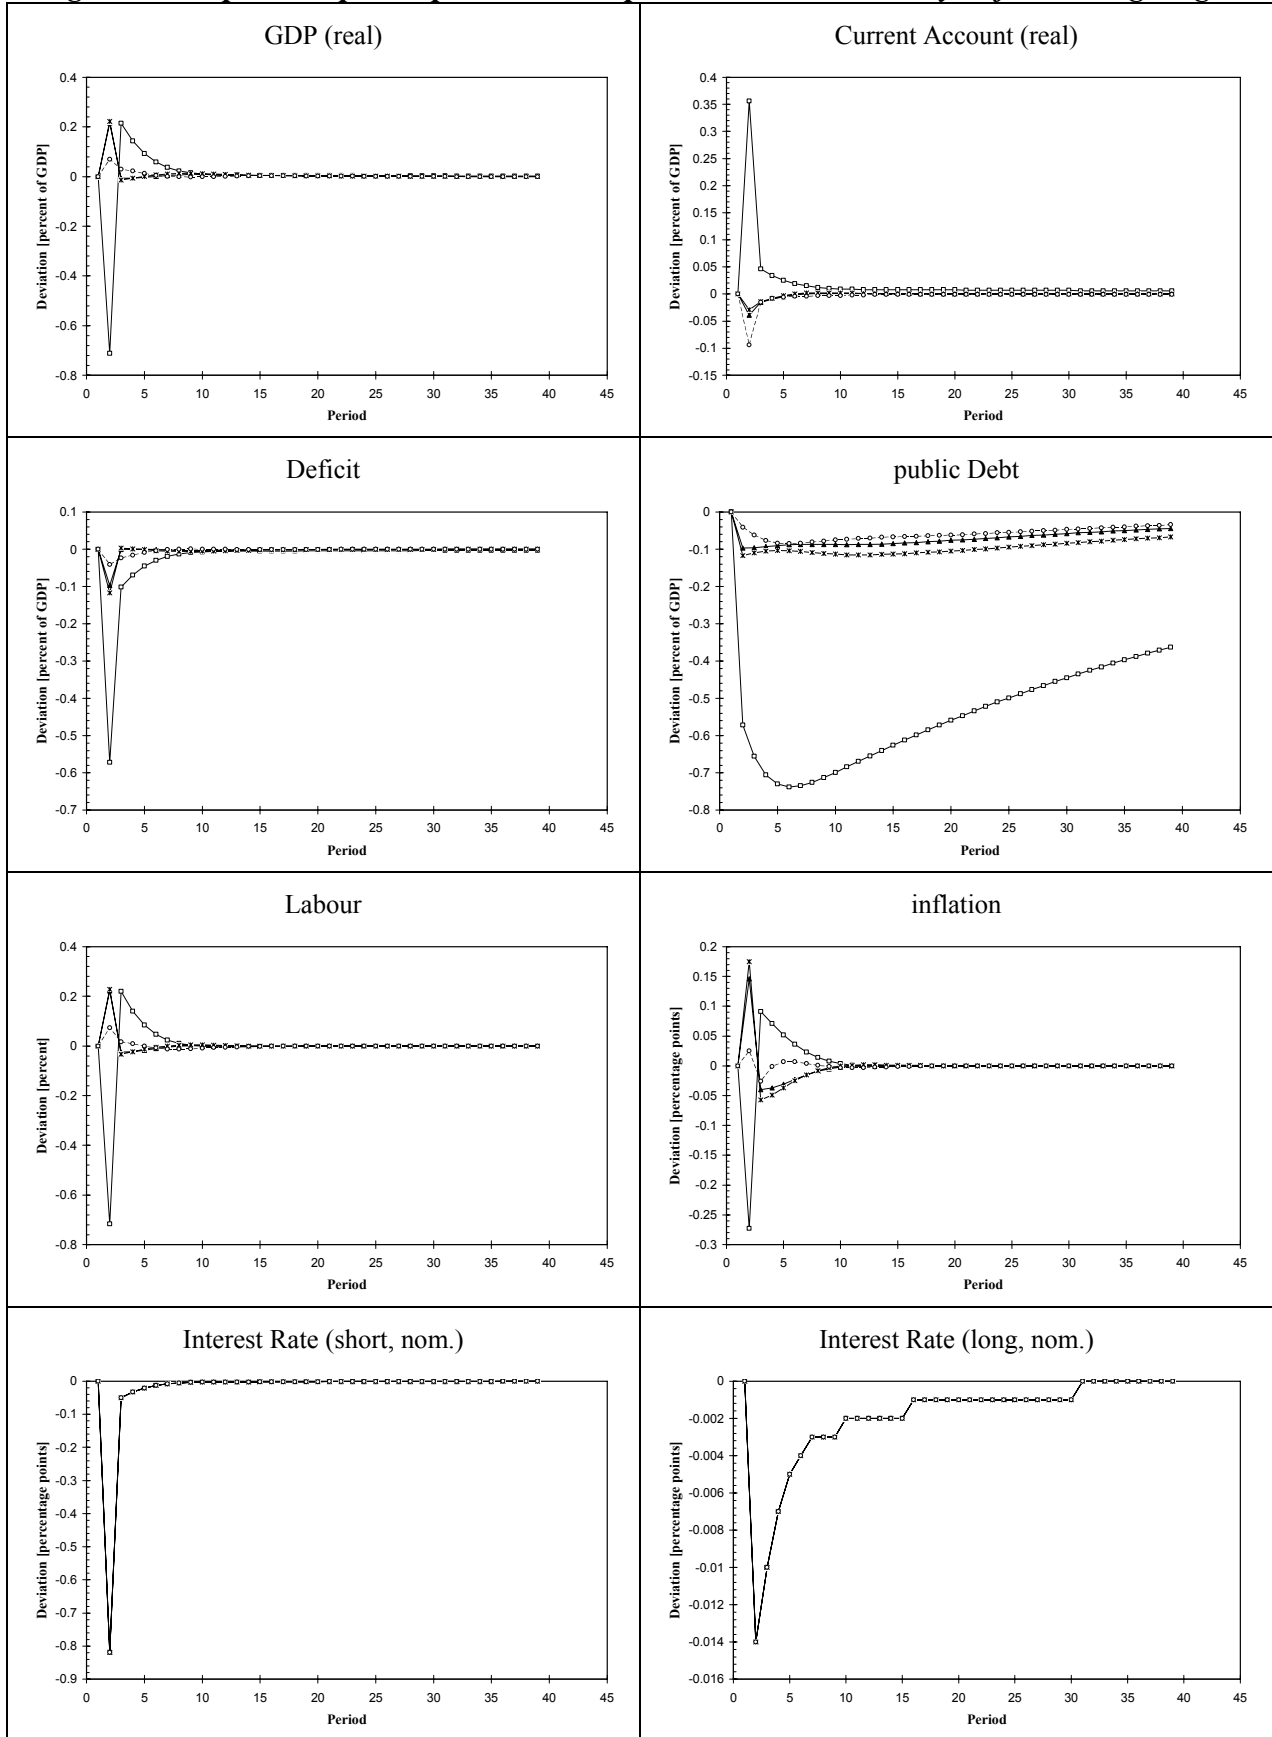 GDP (real)
Deviation [percent of GDP]
0.4
0.2
0
-0.2
-0.4
-0.6
-0.8
0 5 10 15 20 25 30 35 40 45
Period
Current Account (real)
Deviation [percent of GDP]
0.4
0.35
0.3
0.25
0.2
0.15
0.1
0.05
0
-0.05
-0.1
-0.15
0 5 10 15 20 25 30 35 40 45
Period
Deficit
Deviation [percent of GDP]
0.1
0
-0.1
-0.2
-0.3
-0.4
-0.5
-0.6
-0.7
0 5 10 15 20 25 30 35 40 45
Period
public Debt
Deviation [percent of GDP]
0
-0.1
-0.2
-0.3
-0.4
-0.5
-0.6
-0.7
-0.8
0 5 10 15 20 25 30 35 40 45
Period
Labour
Deviation [percent]
0.4
0.2
0
-0.2
-0.4
-0.6
-0.8
0 5 10 15 20 25 30 35 40 45
Period
inflation
Deviation [percentage points]
0.2
0.15
0.1
0.05
0
-0.05
-0.1
-0.15
-0.2
-0.25
-0.3
0 5 10 15 20 25 30 35 40 45
Period
Interest Rate (short, nom.)
Deviation [percentage points]
0
-0.1
-0.2
-0.3
-0.4
-0.5
-0.6
-0.7
-0.8
-0.9
0 5 10 15 20 25 30 35 40 45
Period
Interest Rate (long, nom.)
Deviation [percentage points]
0
-0.002
-0.004
-0.006
-0.008
-0.01
-0.012
-0.014
-0.016
0 5 10 15 20 25 30 35 40 45
Period